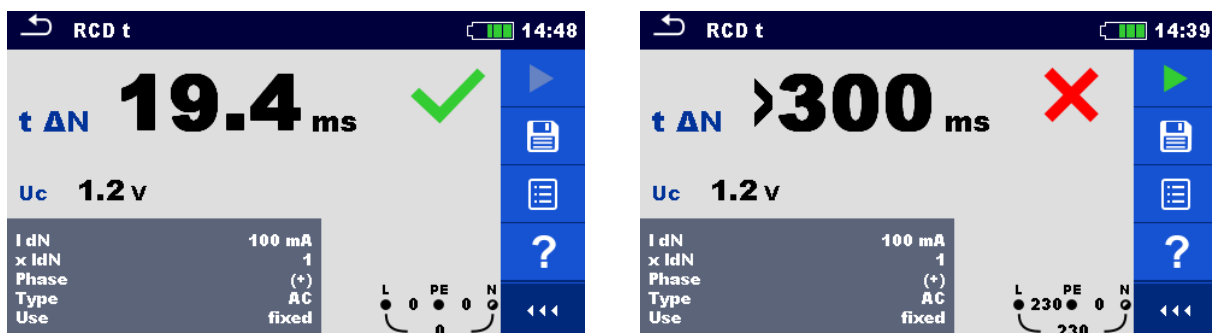 RCD t 14:48
t ΔN 19.4 ms
Uc 1.2 V
I dN 100 mA
x IdN 1
Phase (+)
Type AC
Use fixed
L PE N
0 0
0
?
RCD t 14:39
t ΔN >300 ms
Uc 1.2 V
I dN 100 mA
x IdN 1
Phase (+)
Type AC
Use fixed
L PE N
230 0
230
?